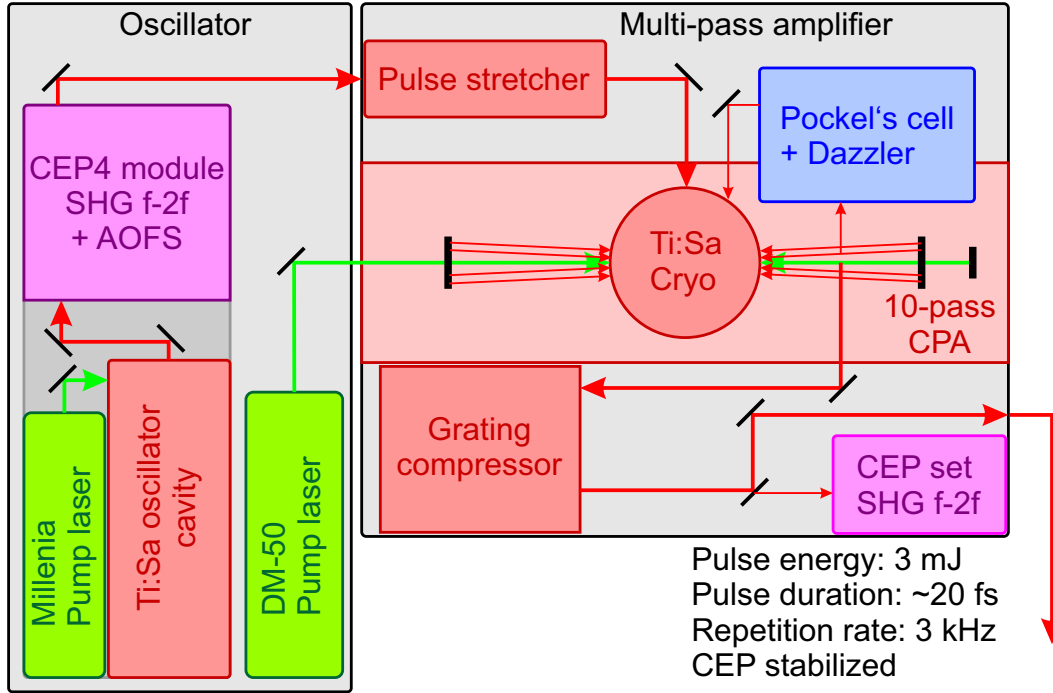 Oscillator
Multi-pass amplifier
Pulse stretcher
Pockel‘s cell
+ Dazzler
CEP4 module
SHG f-2f
+ AOFS
Ti:Sa
Cryo
10-pass
CPA
Millenia
Pump laser
Ti:Sa oscillator
cavity
DM-50
Pump laser
Grating
compressor
CEP set
SHG f-2f
Pulse energy: 3 mJ
Pulse duration: ~20 fs
Repetition rate: 3 kHz
CEP stabilized